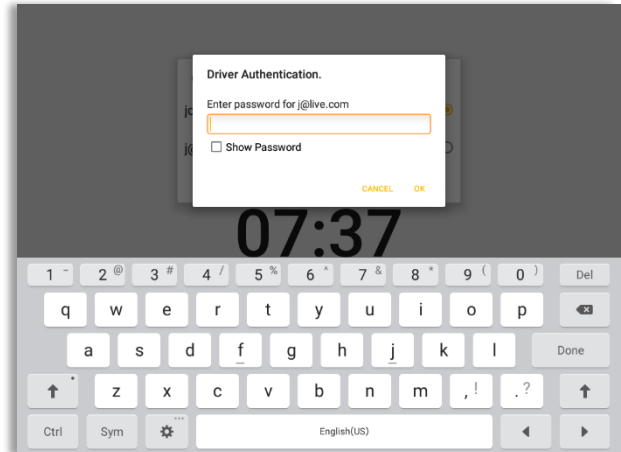 Driver Authentication.
jo
Enter password for j@live.com
j@
Show Password
CANCEL OK
07:37
1 - 2 @ 3 # 4 / 5 % 6 ^ 7 & 8 * 9 ( 0 ) Del
q w e r t y u i o p
a s d f g h j k l Done
z x c v b n m , ! . ?
Ctrl Sym English(US)